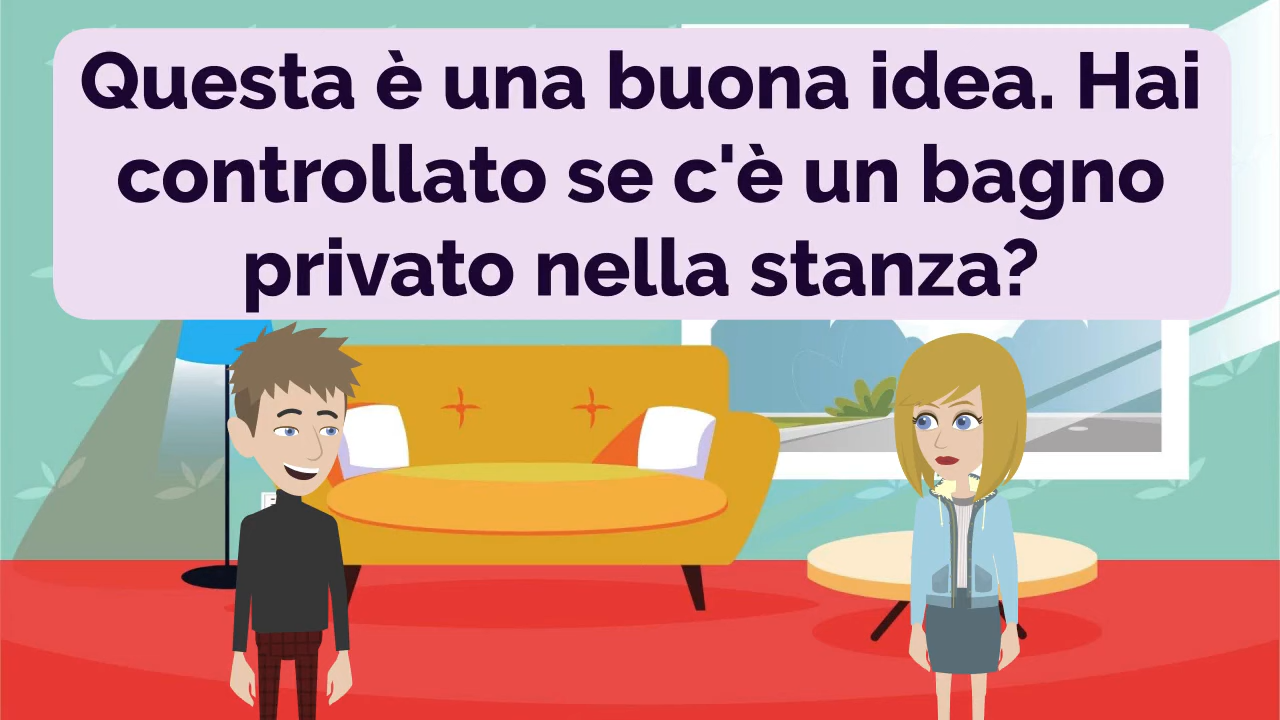 Questa è una buona idea. Hai
controllato se c'è un bagno
privato nella stanza?